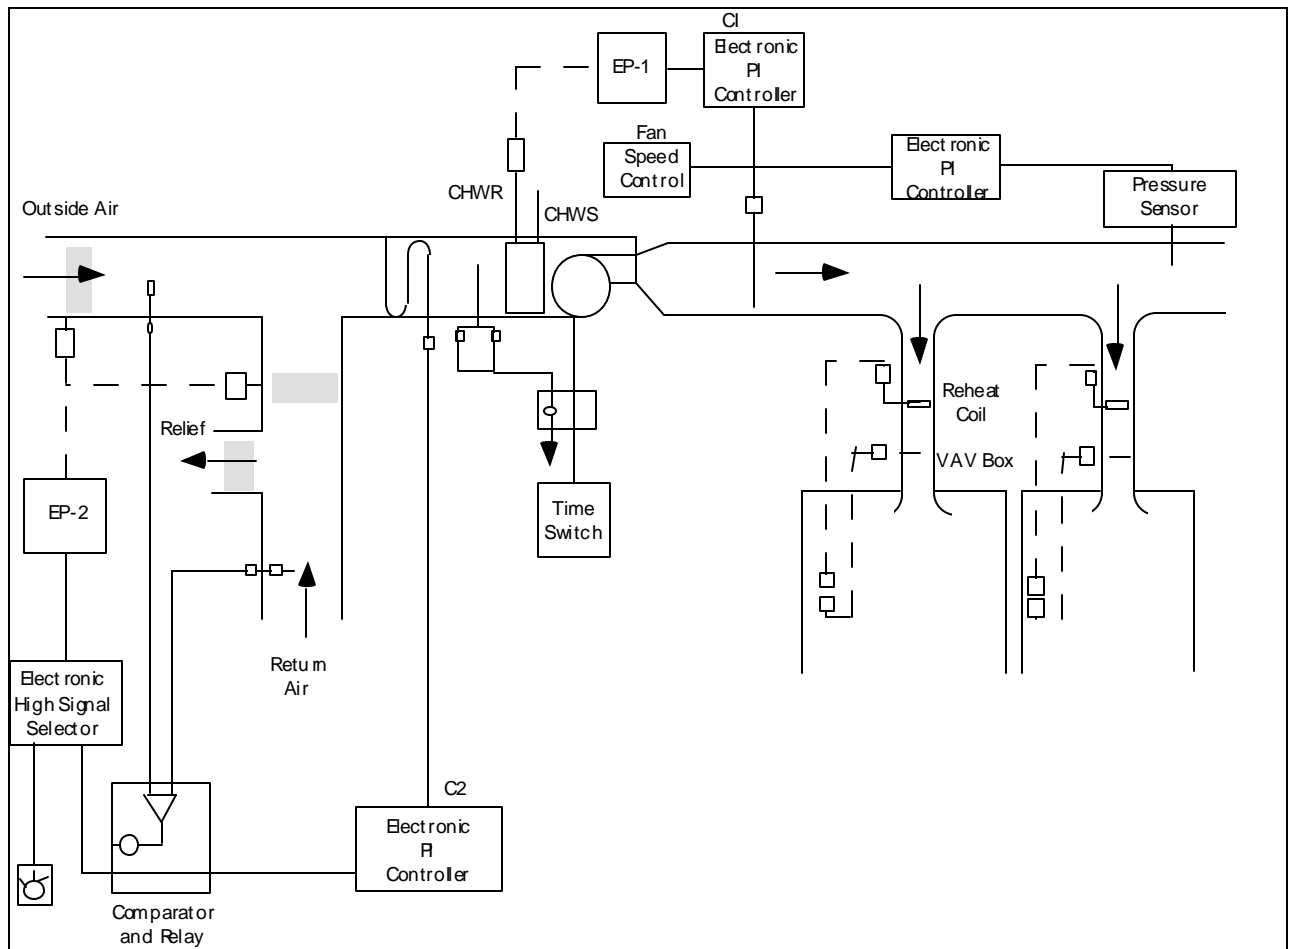 CI
Electronic
PI
Controller
EP-1
Fan
Speed
Control
Electronic
PI
Controller
Pressure
Sensor
CHWR
CHWS
Outside Air
Relief
Reheat
Coil
VAV Box
EP-2
Time
Switch
Return
Air
Electronic
High Signal
Selector
C2
Electronic
PI
Controller
Comparator
and Relay